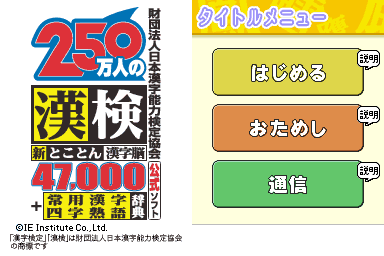 財団法人日本漢字能力検定協会
250
万人の
漢検
新 とことん 漢字脳
47,000
公式ソフト
+
常用漢字
四字熟語
辞典
©IE Institute Co., Ltd.
「漢字検定」「漢検」は財団法人日本漢字能力検定協会
の商標です
タイトルメニュー
はじめる
説明
おためし
説明
通信
説明